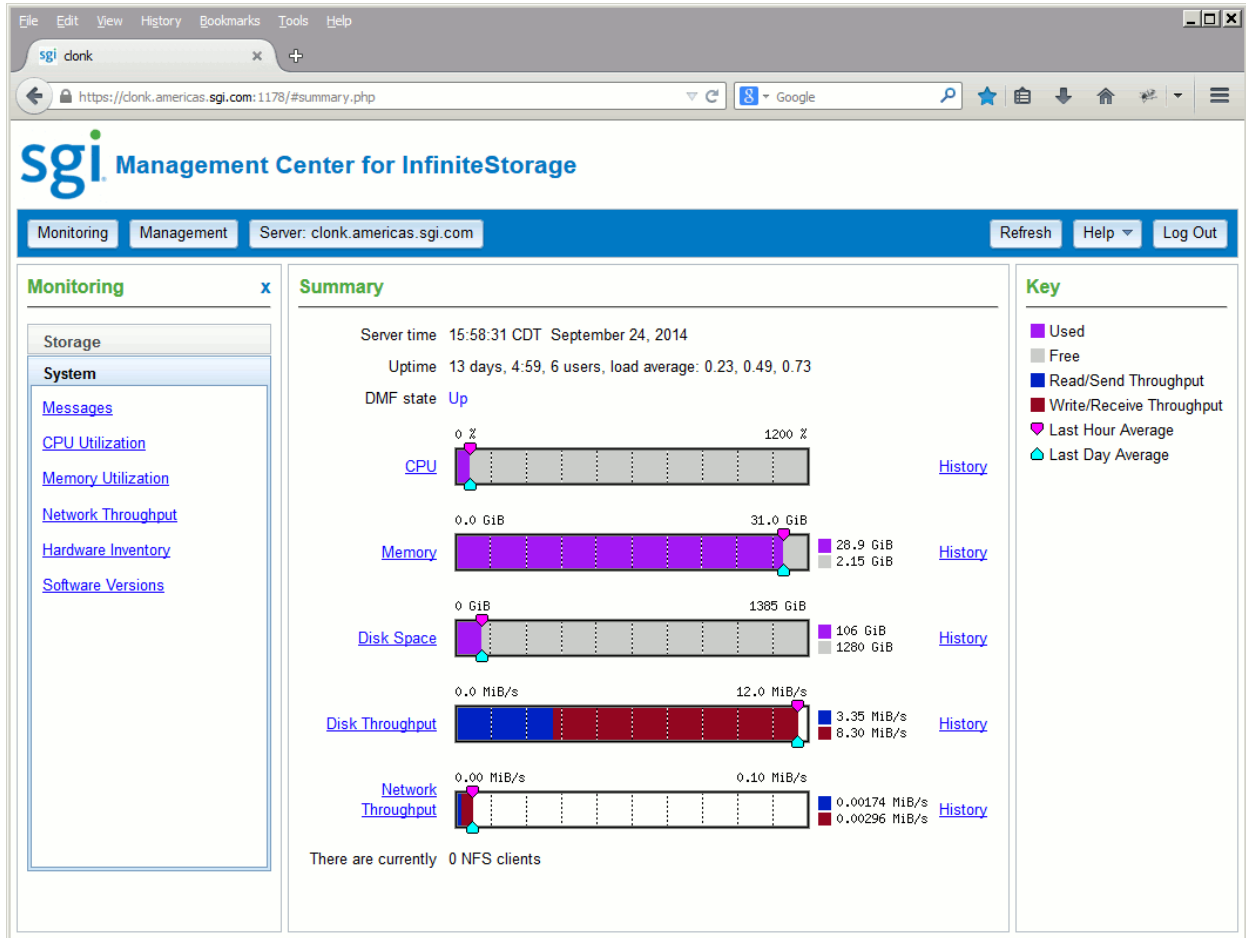 File Edit View History Bookmarks Tools Help
sgi clonk
https://clonk.americas.sgi.com:1178/#summary.php
8 Google
sgi Management Center for InfiniteStorage
Monitoring Management Server: clonk.americas.sgi.com Refresh Help Log Out
Monitoring x
Storage
System
Messages
CPU Utilization
Memory Utilization
Network Throughput
Hardware Inventory
Software Versions
Summary
Server time 15:58:31 CDT September 24, 2014
Uptime 13 days, 4:59, 6 users, load average: 0.23, 0.49, 0.73
DMF state Up
0 % 1200 %
CPU History
0.0 GiB 31.0 GiB
Memory 28.9 GiB History
2.15 GiB
0 GiB 1385 GiB
Disk Space 106 GiB History
1280 GiB
0.0 MiB/s 12.0 MiB/s
Disk Throughput 3.35 MiB/s History
8.30 MiB/s
0.00 MiB/s 0.10 MiB/s
Network
Throughput 0.00174 MiB/s History
0.00296 MiB/s
There are currently 0 NFS clients
Key
Used
Free
Read/Send Throughput
Write/Receive Throughput
Last Hour Average
Last Day Average